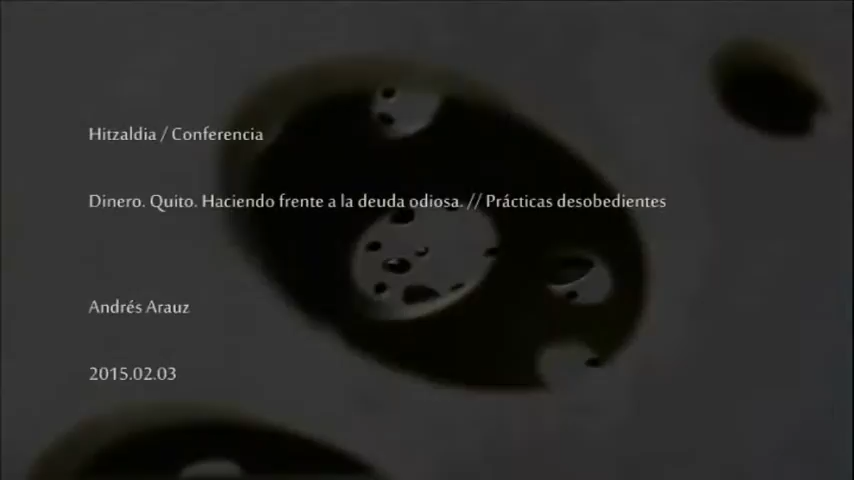 Hitzaldia / Conferencia
Dinero. Quito. Haciendo frente a la deuda odiosa. // Prácticas desobedientes
Andrés Arauz
2015.02.03